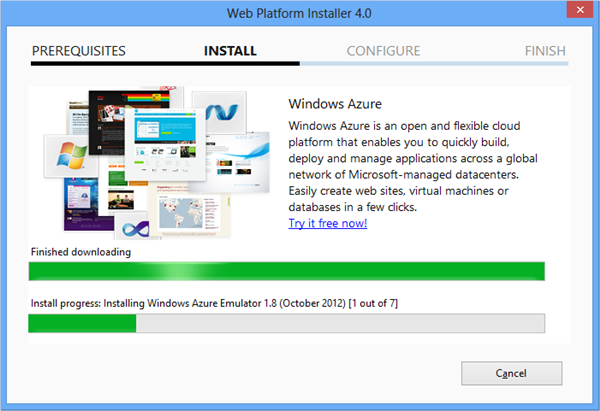 Web Platform Installer 4.0
PREREQUISITES INSTALL CONFIGURE FINISH
Windows Azure
Windows Azure is an open and flexible cloud
platform that enables you to quickly build,
deploy and manage applications across a global
network of Microsoft-managed datacenters.
Easily create web sites, virtual machines or
databases in a few clicks.
Try it free now!
Finished downloading
Install progress: Installing Windows Azure Emulator 1.8 (October 2012) [1 out of 7]
Cancel